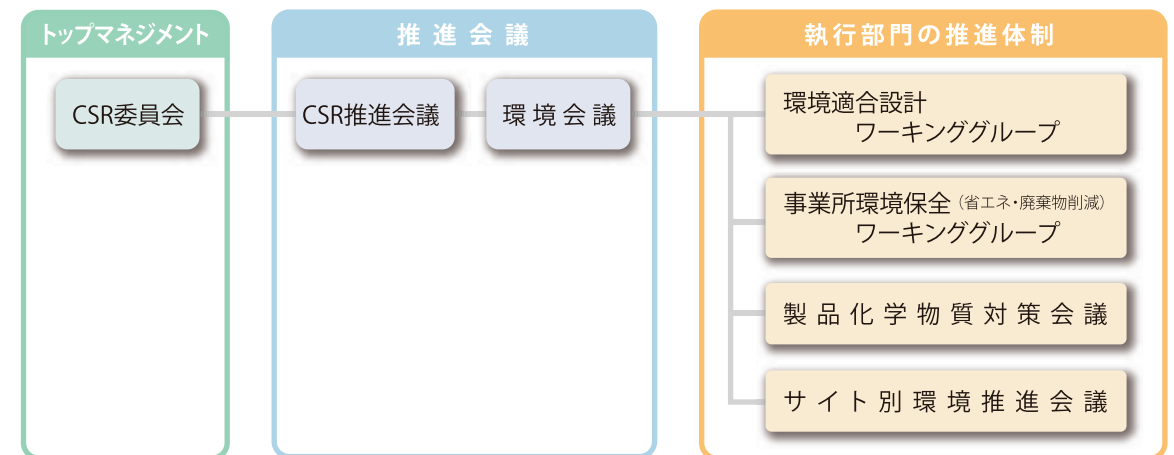 トップマネジメント
推進会議
執行部門の推進体制
CSR委員会
CSR推進会議
環境会議
環境適合設計
ワーキンググループ
事業所環境保全（省エネ・廃棄物削減）
ワーキンググループ
製品化学物質対策会議
サイト別環境推進会議